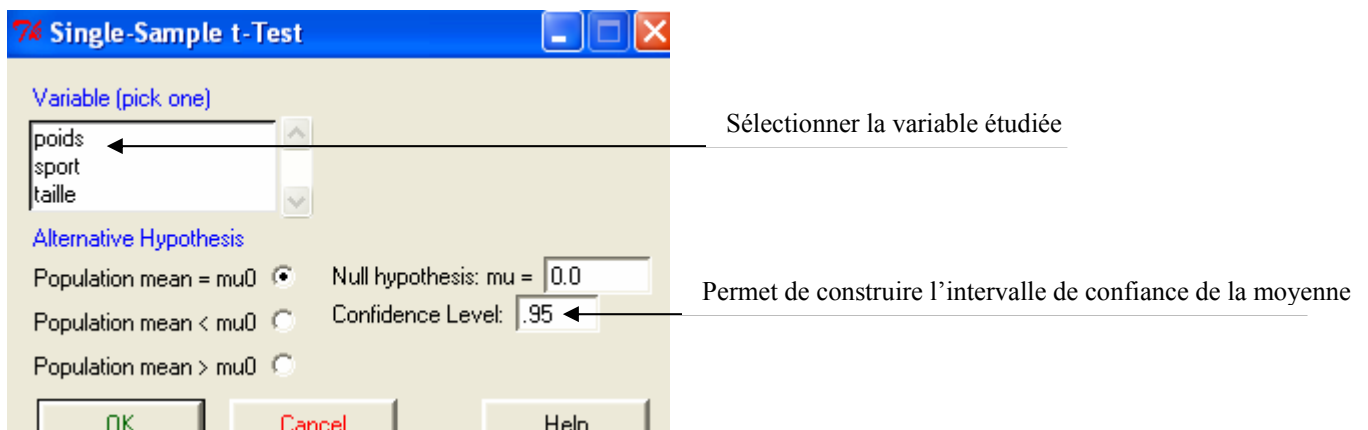 Single-Sample t-Test
Variable (pick one)
poids
sport
taille
Sélectionner la variable étudiée
Alternative Hypothesis
Population mean = mu0
Null hypothesis: mu = 0.0
Population mean < mu0
Confidence Level: .95
Permet de construire l’intervalle de confiance de la moyenne
Population mean > mu0
OK Cancel Help